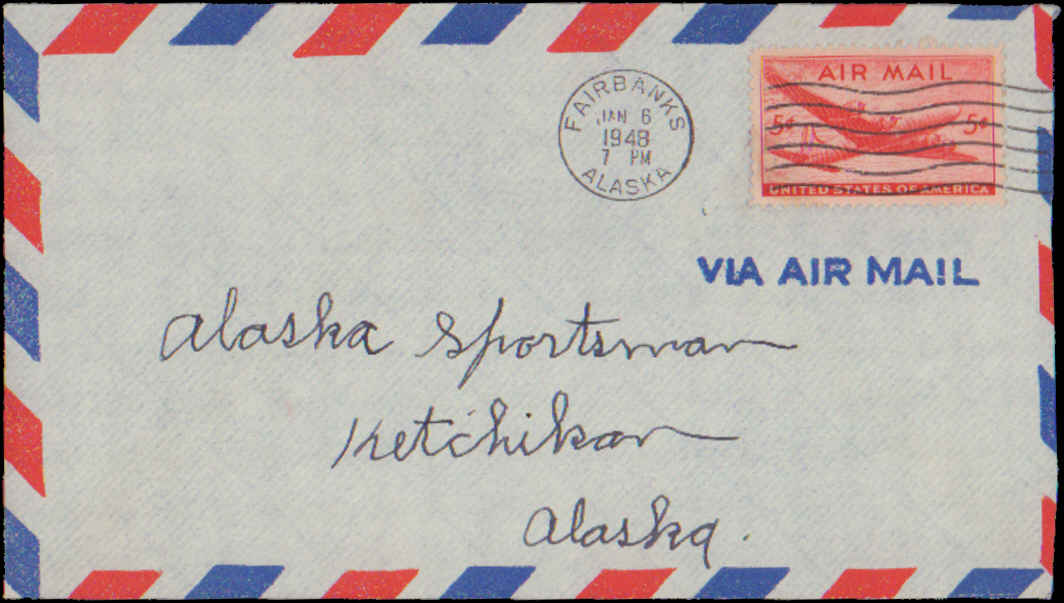 FAIRBANKS
JAN 6
1948
7 PM
ALASKA
AIR MAIL
5¢ 5¢
UNITED STATES OF AMERICA
VIA AIR MAIL
Alaska Sportsman
Ketchikan
Alaska.